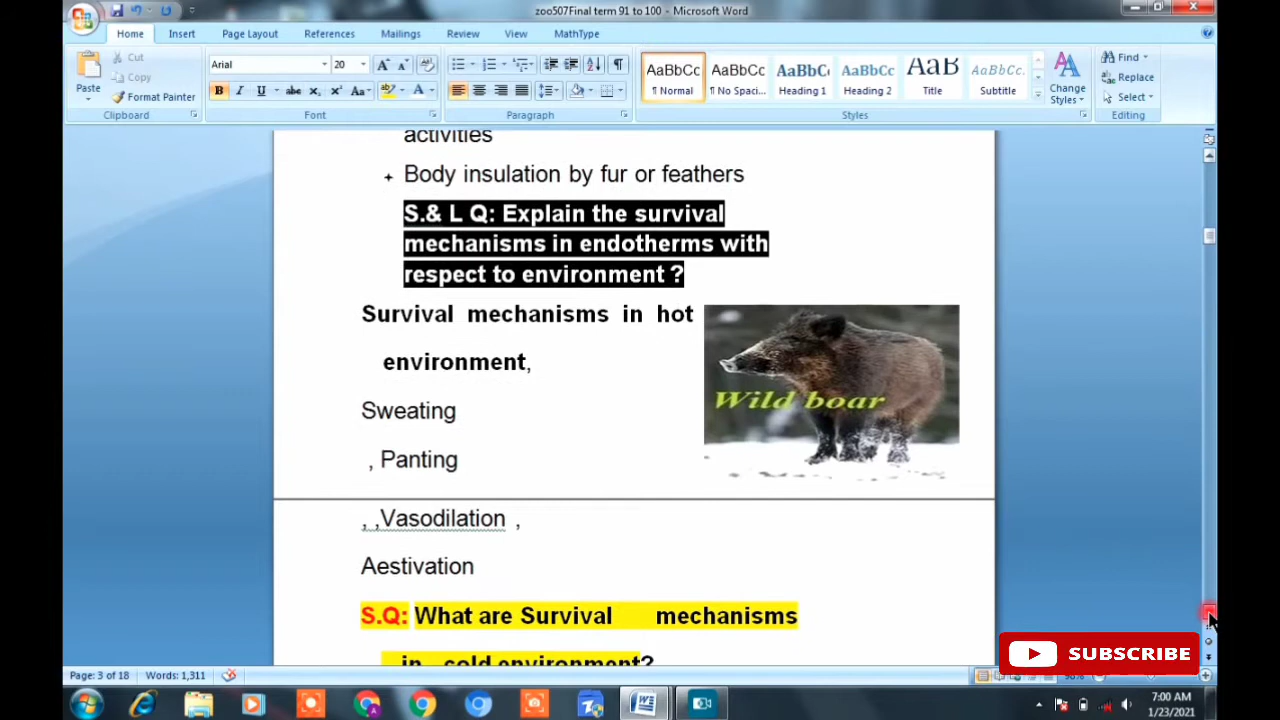 zoo507Final term 91 to 100 - Microsoft Word
Home Insert Page Layout References Mailings Review View MathType
Paste
Cut
Copy
Format Painter
Clipboard
Arial 20
Font
Paragraph
AaBbCc AaBbCc AaBbC AaBbCc AaB AaBbCc.
¶ Normal ¶ No Spaci... Heading 1 Heading 2 Title Subtitle
Change Styles
Styles
Find
Replace
Select
Editing
activities
Body insulation by fur or feathers
S.& L Q: Explain the survival
mechanisms in endotherms with
respect to environment ?
Survival mechanisms in hot
environment,
Wild boar
Sweating
, Panting
, ,Vasodilation ,
Aestivation
S.Q: What are Survival mechanisms
in cold environment?
SUBSCRIBE
Page: 3 of 18 Words: 1,311
7:00 AM
1/23/2021